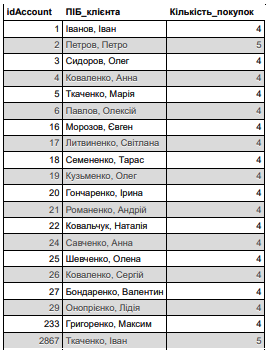 idAccount ПІБ_клієнта Кількість_покупок
1 Іванов, Іван 4
2 Петров, Петро 5
3 Сидоров, Олег 4
4 Коваленко, Анна 4
5 Ткаченко, Марія 4
6 Павлов, Олексій 4
16 Морозов, Євген 4
17 Литвиненко, Світлана 4
18 Семененко, Тарас 4
19 Кузьменко, Олег 4
20 Гончаренко, Ірина 4
21 Романенко, Андрій 4
22 Ковальчук, Наталія 4
24 Савченко, Анна 4
25 Шевченко, Олена 4
26 Коваленко, Сергій 4
27 Бондаренко, Валентин 4
29 Онопрієнко, Лідія 4
233 Григоренко, Максим 4
2867 Ткаченко, Іван 5